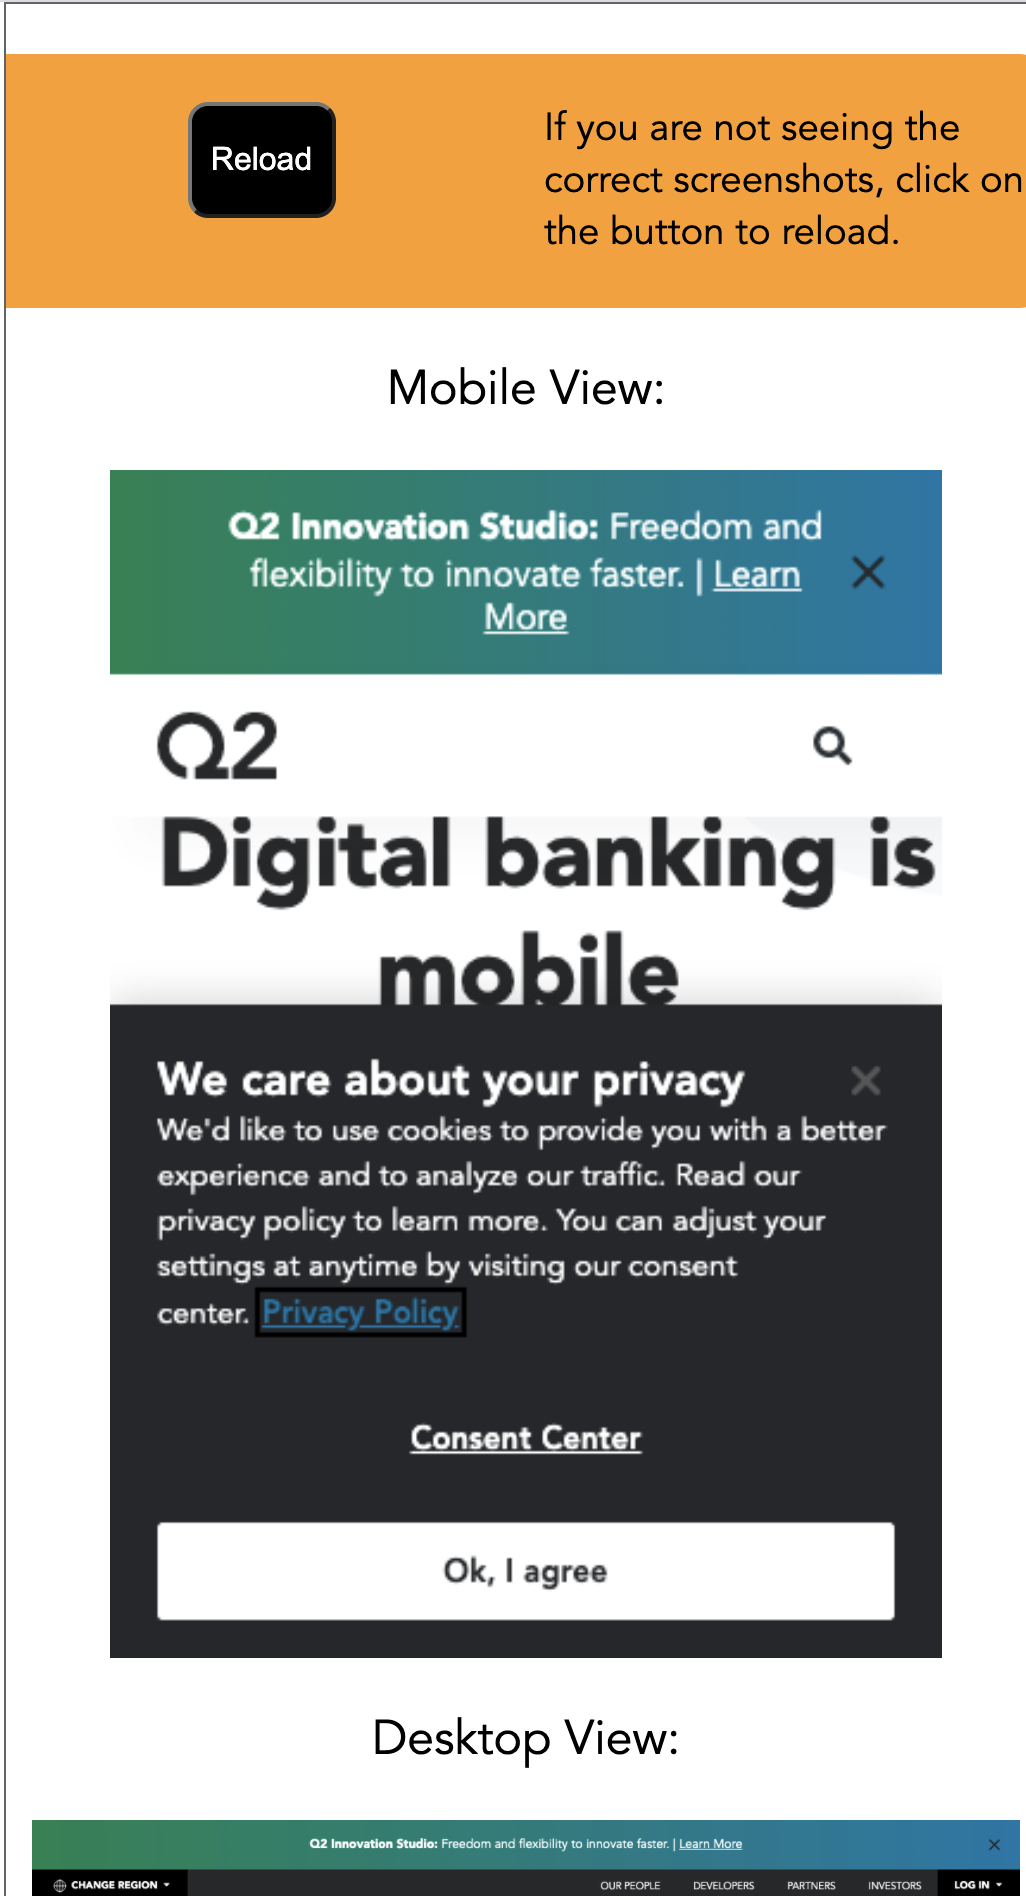 Reload
If you are not seeing the
correct screenshots, click on
the button to reload.
Mobile View:
Q2 Innovation Studio: Freedom and
flexibility to innovate faster. | Learn
More
Q2
Digital banking is
mobile
We care about your privacy
We'd like to use cookies to provide you with a better
experience and to analyze our traffic. Read our
privacy policy to learn more. You can adjust your
settings at anytime by visiting our consent
center. Privacy Policy
Consent Center
Ok, I agree
Desktop View:
Q2 Innovation Studio: Freedom and flexibility to innovate faster. | Learn More
CHANGE REGION OUR PEOPLE DEVELOPERS PARTNERS INVESTORS LOG IN